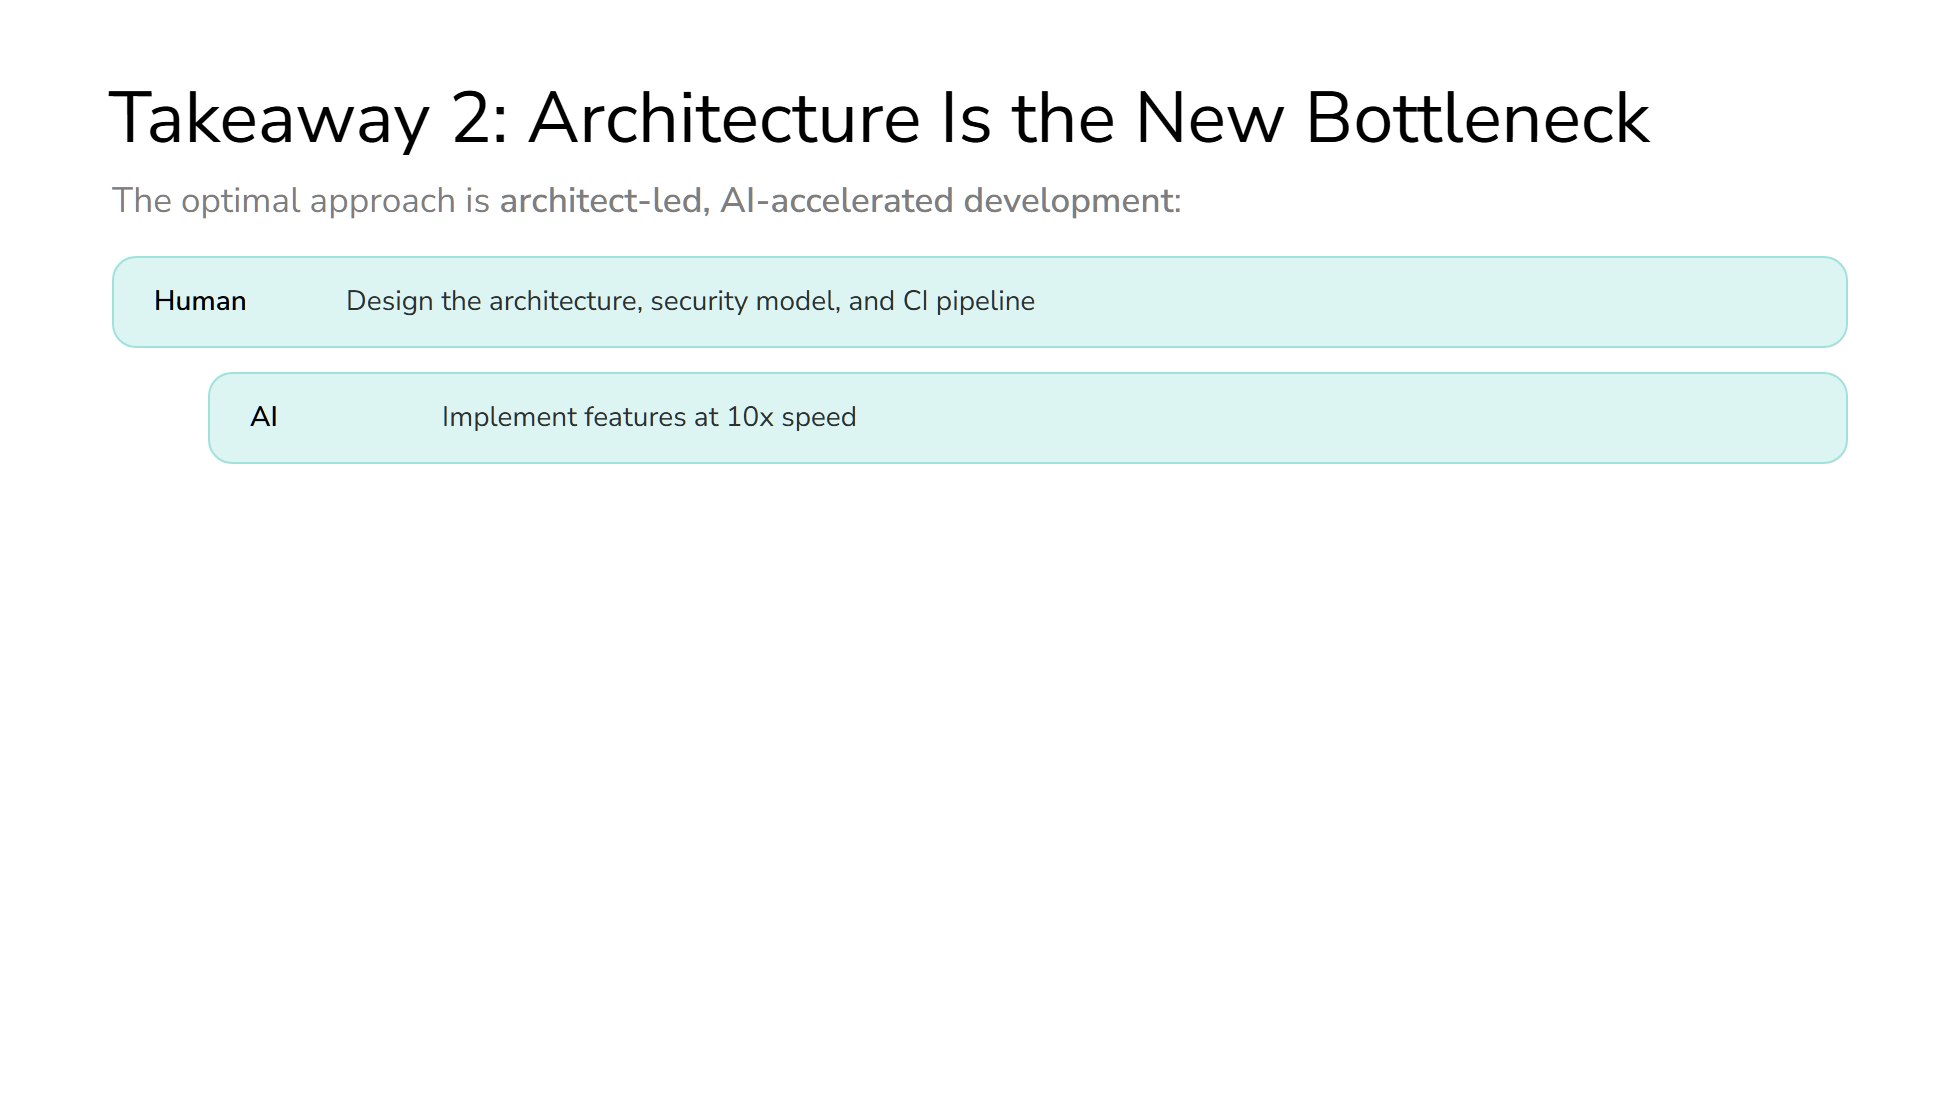 Takeaway 2: Architecture Is the New Bottleneck
The optimal approach is architect-led, AI-accelerated development:
Human Design the architecture, security model, and CI pipeline
AI Implement features at 10x speed